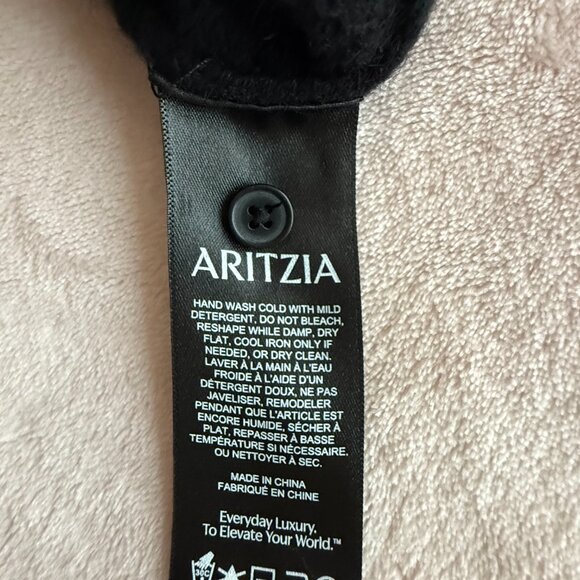 ARITZIA
HAND WASH COLD WITH MILD
DETERGENT, DO NOT BLEACH,
RESHAPE WHILE DAMP, DRY
FLAT, COOL IRON ONLY IF
NEEDED, OR DRY CLEAN.
LAVER À LA MAIN À L'EAU
FROIDE À L'AIDE D'UN
DÉTERGENT DOUX, NE PAS
JAVELISER, REMODELER
PENDANT QUE L'ARTICLE EST
ENCORE HUMIDE, SÉCHER À
PLAT, REPASSER À BASSE
TEMPÉRATURE SI NÉCESSAIRE.
OU NETTOYER À SEC.
MADE IN CHINA
FABRIQUÉ EN CHINE
Everyday Luxury.
To Elevate Your World.™
30C